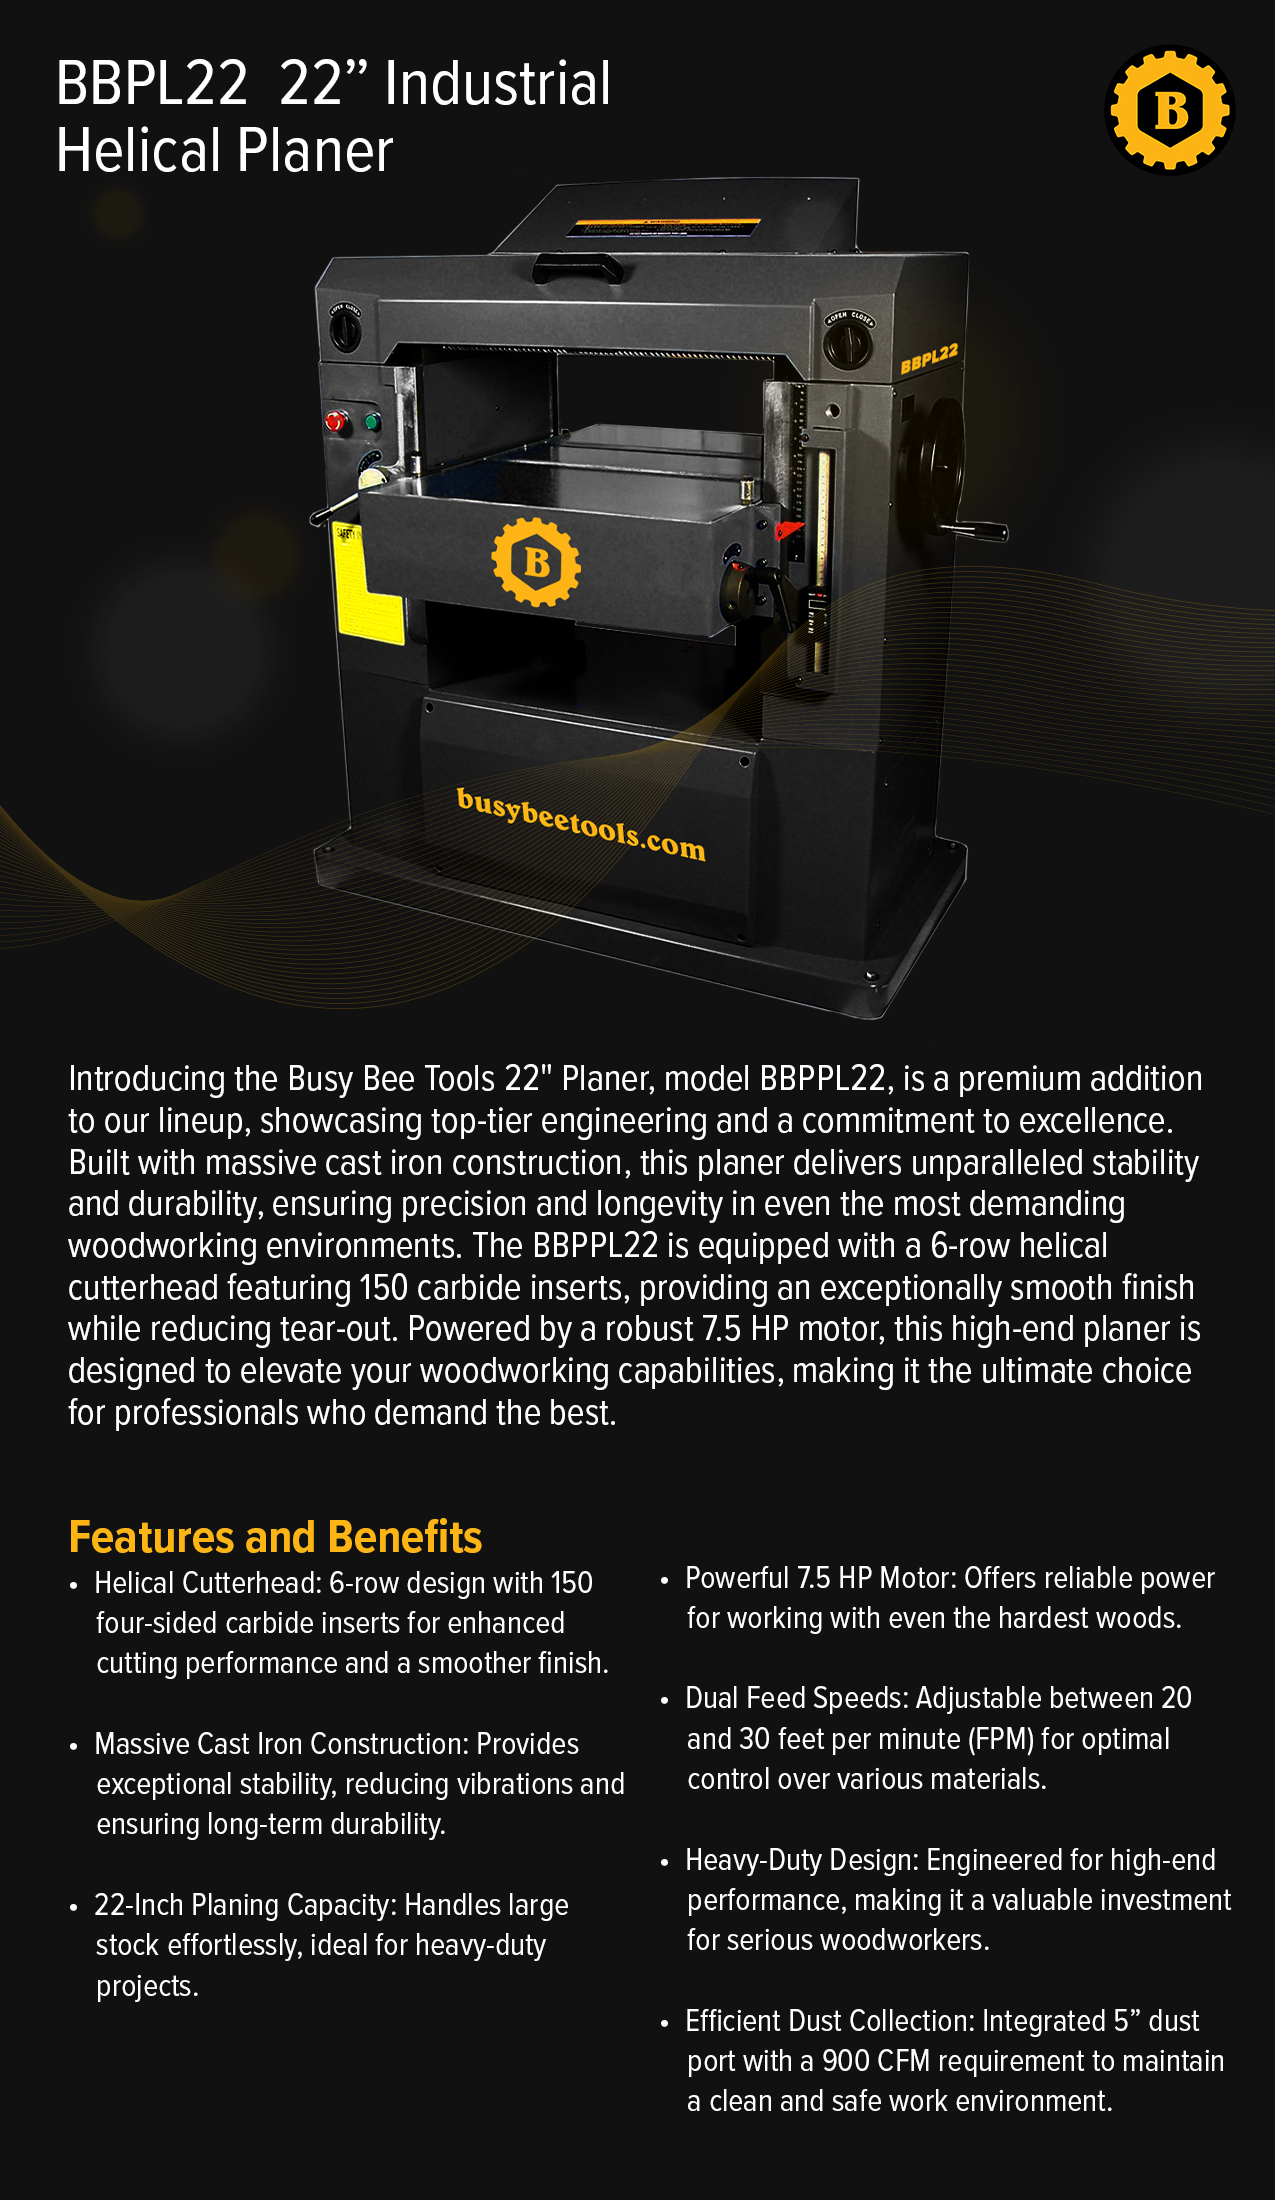 BBPL22  22” Industrial
Helical Planer
B
OPEN CLOSE
OPEN CLOSE
BBPL22
SAFETY
B
busybeetools.com
Introducing the Busy Bee Tools 22" Planer, model BBPPL22, is a premium addition
to our lineup, showcasing top-tier engineering and a commitment to excellence.
Built with massive cast iron construction, this planer delivers unparalleled stability
and durability, ensuring precision and longevity in even the most demanding
woodworking environments. The BBPPL22 is equipped with a 6-row helical
cutterhead featuring 150 carbide inserts, providing an exceptionally smooth finish
while reducing tear-out. Powered by a robust 7.5 HP motor, this high-end planer is
designed to elevate your woodworking capabilities, making it the ultimate choice
for professionals who demand the best.
Features and Benefits
• Helical Cutterhead: 6-row design with 150
four-sided carbide inserts for enhanced
cutting performance and a smoother finish.
• Massive Cast Iron Construction: Provides
exceptional stability, reducing vibrations and
ensuring long-term durability.
• 22-Inch Planing Capacity: Handles large
stock effortlessly, ideal for heavy-duty
projects.
• Powerful 7.5 HP Motor: Offers reliable power
for working with even the hardest woods.
• Dual Feed Speeds: Adjustable between 20
and 30 feet per minute (FPM) for optimal
control over various materials.
• Heavy-Duty Design: Engineered for high-end
performance, making it a valuable investment
for serious woodworkers.
• Efficient Dust Collection: Integrated 5” dust
port with a 900 CFM requirement to maintain
a clean and safe work environment.